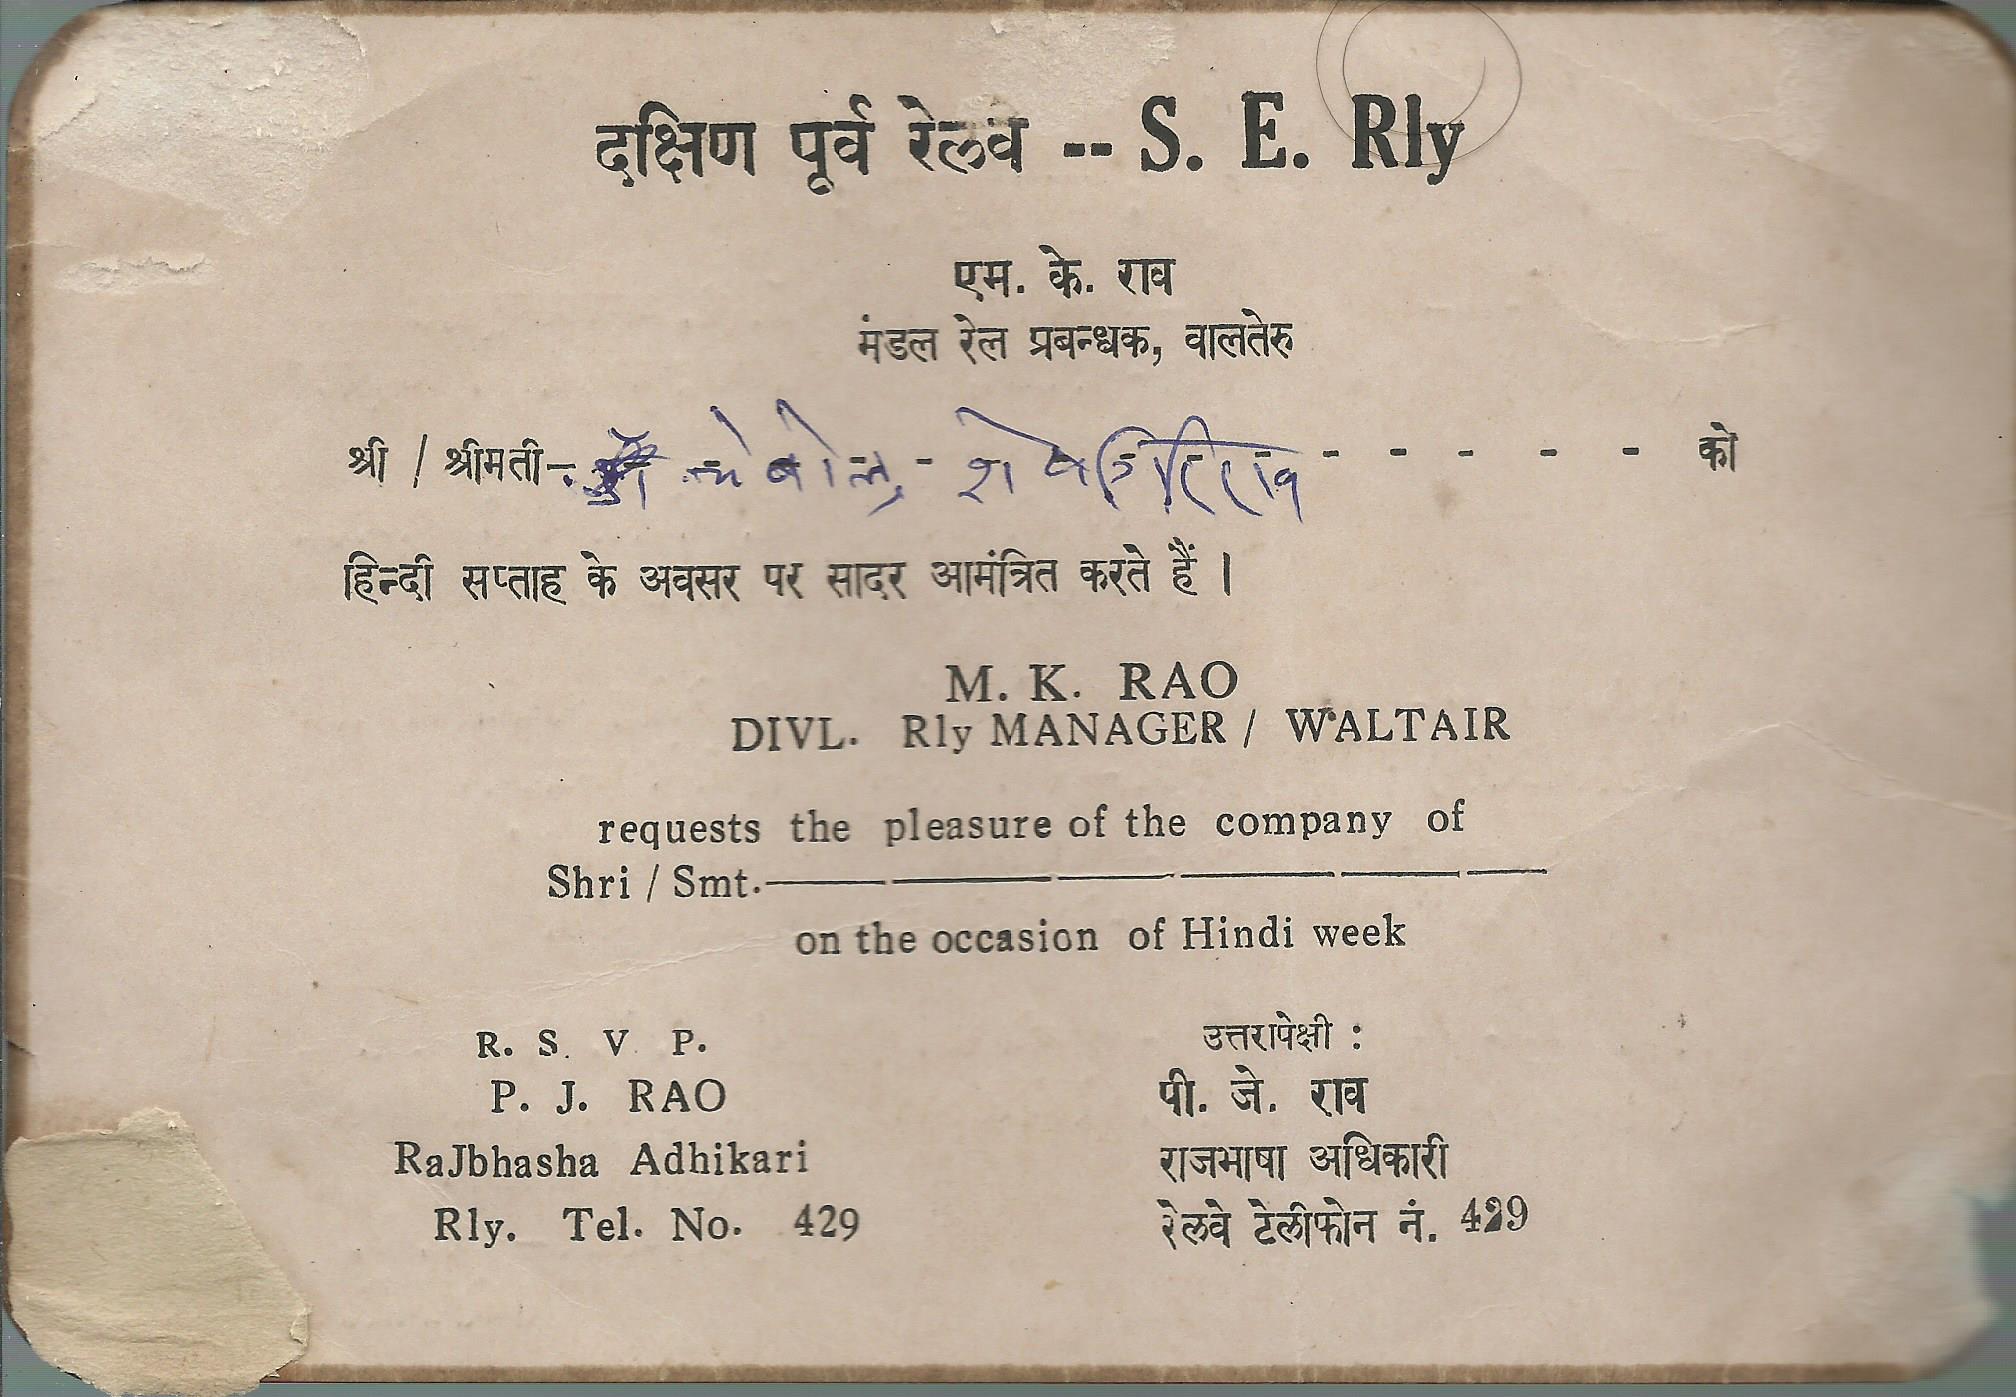 दक्षिण पूर्व रेलवे -- S. E. Rly
एम. के. राव
मंडल रेल प्रबन्धक, वालतेरु
श्री / श्रीमती चेबोलु शेषगिरिराव को
हिन्दी सप्ताह के अवसर पर सादर आमंत्रित करते हैं ।
M. K. RAO
DIVL. Rly MANAGER / WALTAIR
requests the pleasure of the company of
Shri / Smt.
on the occasion of Hindi week
R. S. V. P.
P. J. RAO
RaJbhasha Adhikari
Rly. Tel. No. 429
उत्तरापेक्षी :
पी. जे. राव
राजभाषा अधिकारी
रेलवे टेलीफोन नं. 429